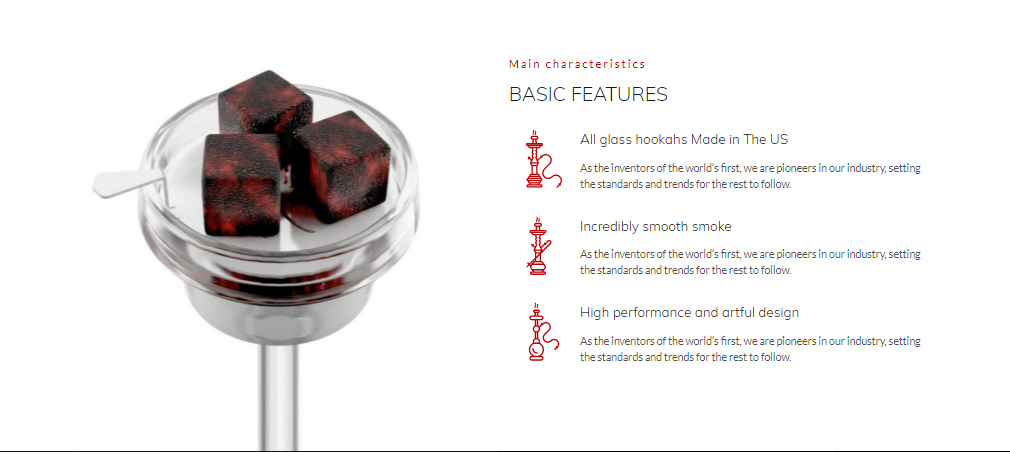 Main characteristics
BASIC FEATURES
All glass hookahs Made in The US
As the inventors of the world's first, we are pioneers in our industry, setting
the standards and trends for the rest to follow.
Incredibly smooth smoke
As the inventors of the world's first, we are pioneers in our industry, setting
the standards and trends for the rest to follow.
High performance and artful design
As the inventors of the world's first, we are pioneers in our industry, setting
the standards and trends for the rest to follow.